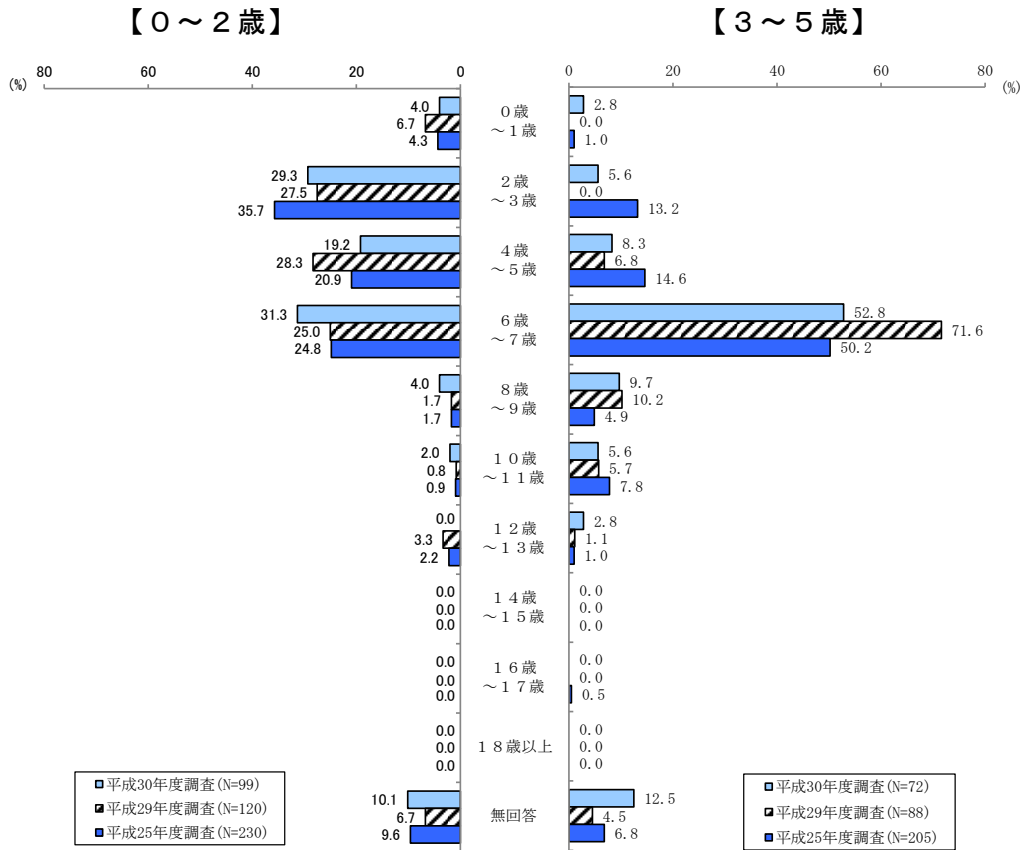 【０～２歳】
【３～５歳】
80 60 40 20 0
(%)
0 20 40 60 80
(%)
4.0
6.7
4.3
０歳
～１歳
2.8
0.0
1.0
29.3
27.5
35.7
２歳
～３歳
5.6
0.0
13.2
19.2
28.3
20.9
４歳
～５歳
8.3
6.8
14.6
31.3
25.0
24.8
６歳
～７歳
52.8
71.6
50.2
4.0
1.7
1.7
８歳
～９歳
9.7
10.2
4.9
2.0
0.8
0.9
１０歳
～１１歳
5.6
5.7
7.8
0.0
3.3
2.2
１２歳
～１３歳
2.8
1.1
1.0
0.0
0.0
0.0
１４歳
～１５歳
0.0
0.0
0.0
0.0
0.0
0.0
１６歳
～１７歳
0.0
0.0
0.5
0.0
0.0
0.0
１８歳以上
0.0
0.0
0.0
10.1
6.7
9.6
無回答
12.5
4.5
6.8
平成30年度調査(N=99)
平成29年度調査(N=120)
平成25年度調査(N=230)
平成30年度調査(N=72)
平成29年度調査(N=88)
平成25年度調査(N=205)